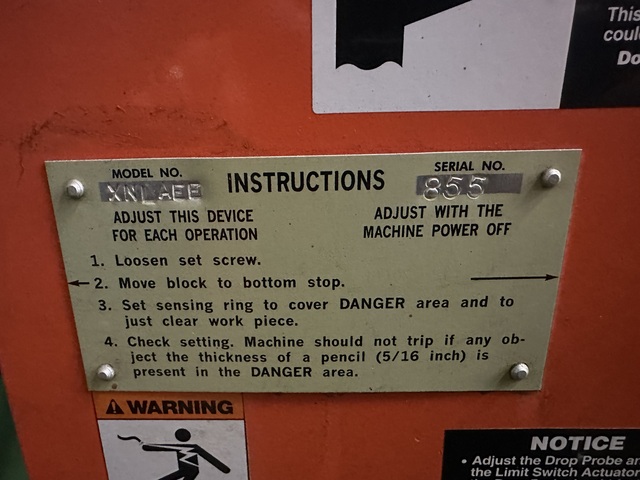 This
coul
Do
MODEL NO.
INSTRUCTIONS
SERIAL NO.
855
ADJUST THIS DEVICE
FOR EACH OPERATION
ADJUST WITH THE
MACHINE POWER OFF
1. Loosen set screw.
2. Move block to bottom stop.
3. Set sensing ring to cover DANGER area and to
just clear work piece.
4. Check setting. Machine should not trip if any ob-
ject the thickness of a pencil (5/16 inch) is
present in the DANGER area.
WARNING
NOTICE
• Adjust the Drop Probe an
the Limit Switch Actuator